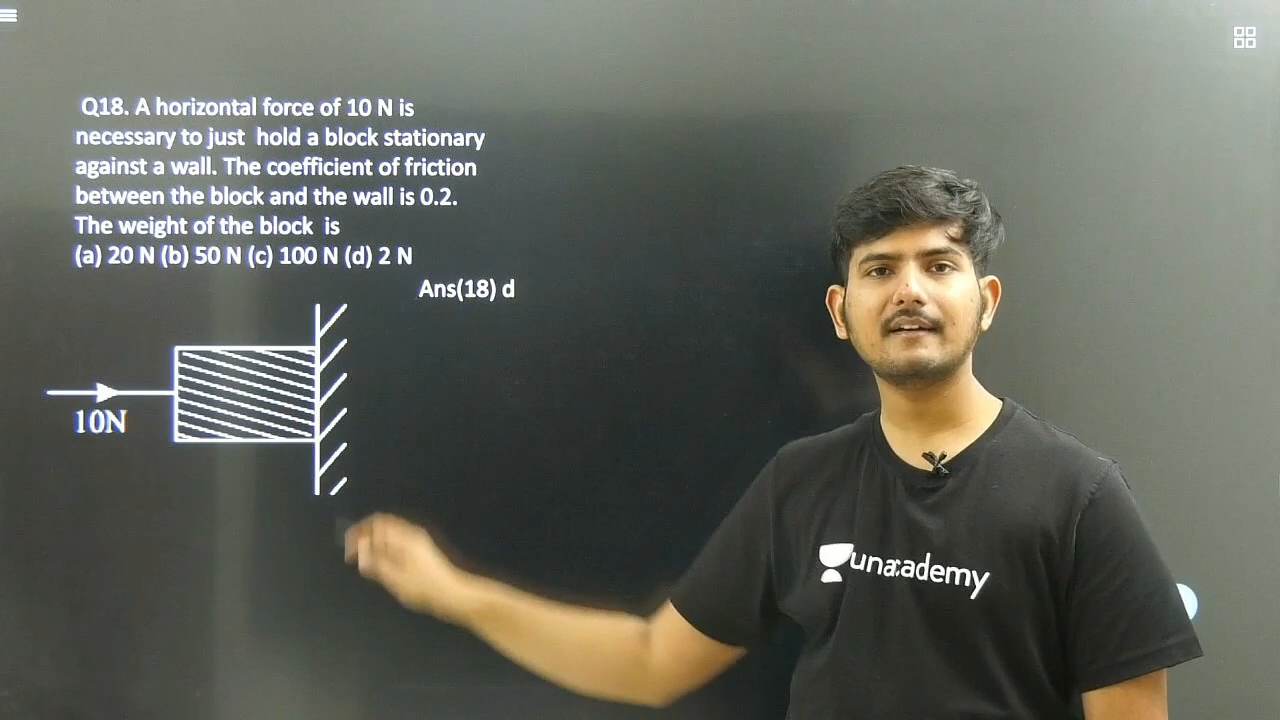 Q18. A horizontal force of 10 N is
necessary to just hold a block stationary
against a wall. The coefficient of friction
between the block and the wall is 0.2.
The weight of the block is
(a) 20 N (b) 50 N (c) 100 N (d) 2 N
Ans(18) d
10N
unacademy